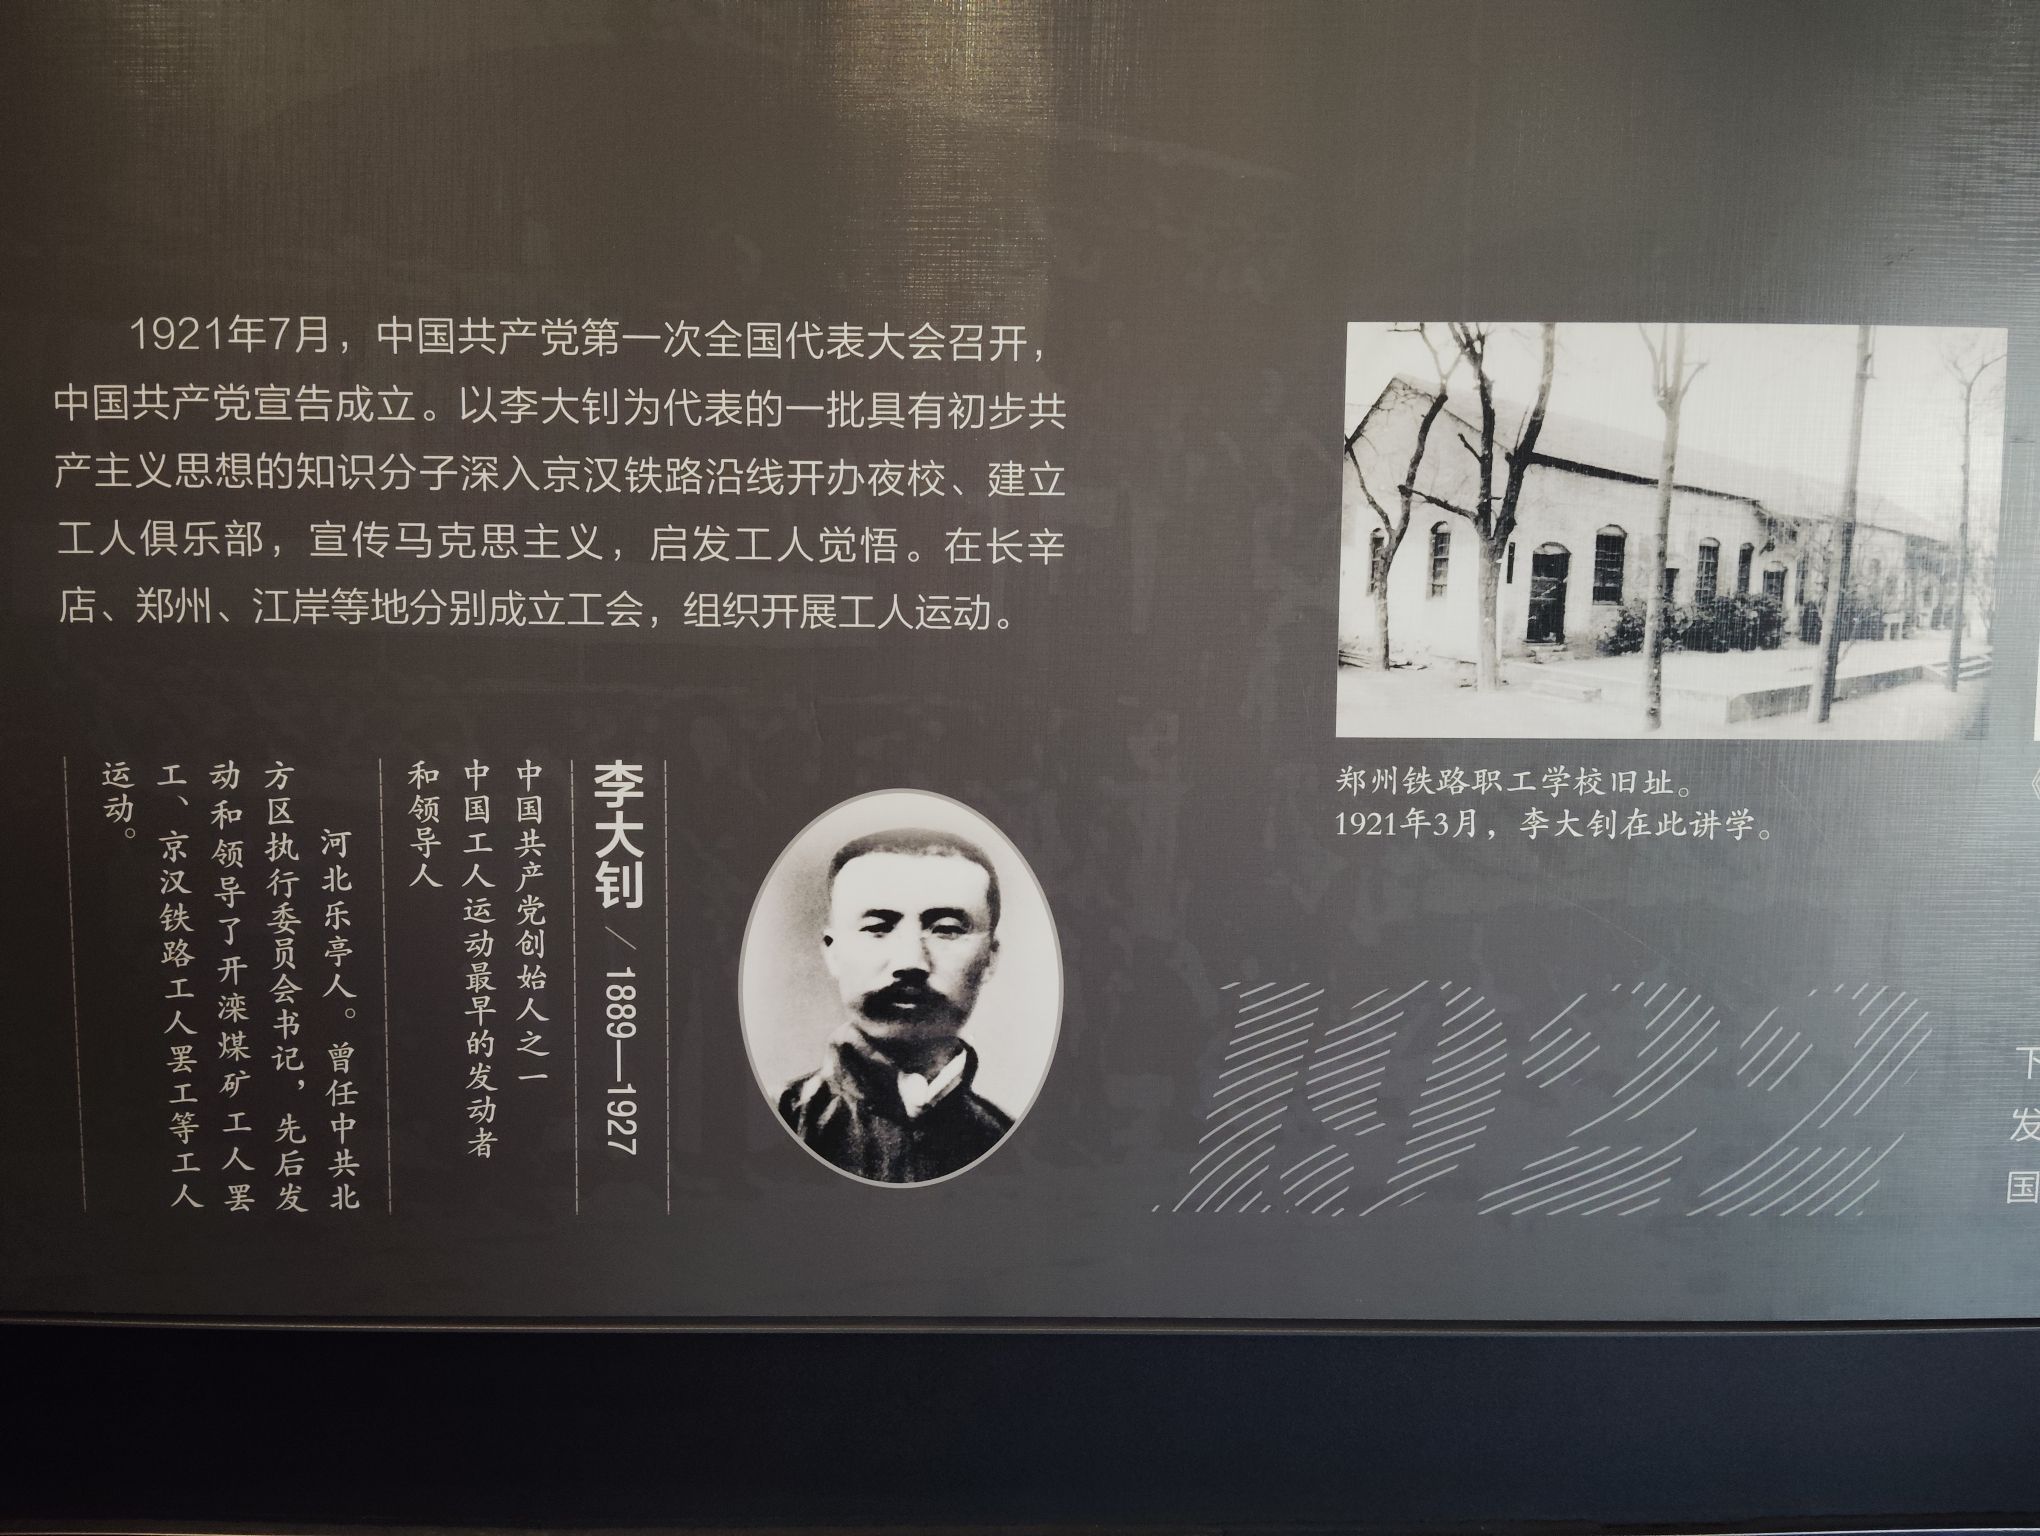 1921年7月，中国共产党第一次全国代表大会召开，
中国共产党宣告成立。以李大钊为代表的一批具有初步共
产主义思想的知识分子深入京汉铁路沿线开办夜校、建立
工人俱乐部，宣传马克思主义，启发工人觉悟。在长辛
店、郑州、江岸等地分别成立工会，组织开展工人运动。
李大钊 / 1889—1927
中国共产党创始人之一
中国工人运动最早的发动者
和领导人
河北乐亭人。曾任中共北
方区执行委员会书记，先后发
动和领导了开滦煤矿工人罢
工、京汉铁路工人罢工等工人
运动。
郑州铁路职工学校旧址。
1921年3月，李大钊在此讲学。
1922
下
发
国